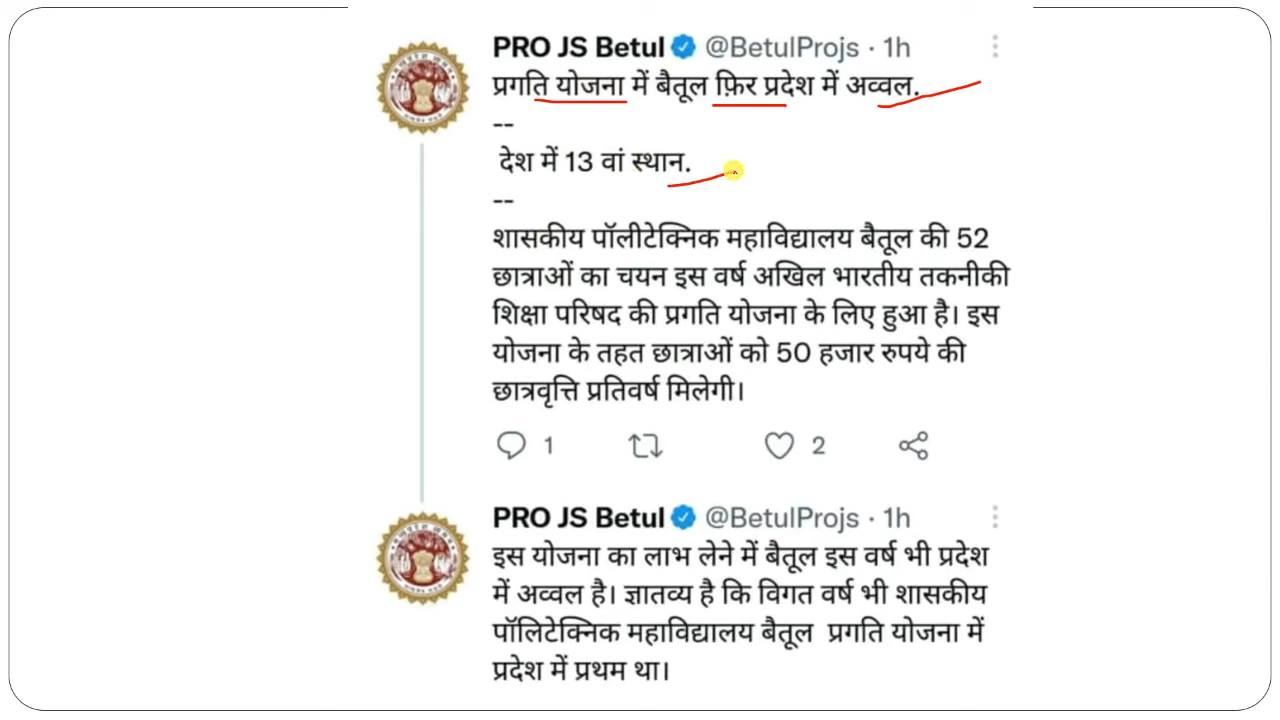 PRO JS Betul @BetulProjs · 1h
प्रगति योजना में बैतूल फ़िर प्रदेश में अव्वल.
--
देश में 13 वां स्थान.
--
शासकीय पॉलीटेक्निक महाविद्यालय बैतूल की 52
छात्राओं का चयन इस वर्ष अखिल भारतीय तकनीकी
शिक्षा परिषद की प्रगति योजना के लिए हुआ है। इस
योजना के तहत छात्राओं को 50 हजार रुपये की
छात्रवृत्ति प्रतिवर्ष मिलेगी।
1 2
PRO JS Betul @BetulProjs · 1h
इस योजना का लाभ लेने में बैतूल इस वर्ष भी प्रदेश
में अव्वल है। ज्ञातव्य है कि विगत वर्ष भी शासकीय
पॉलिटेक्निक महाविद्यालय बैतूल प्रगति योजना में
प्रदेश में प्रथम था।